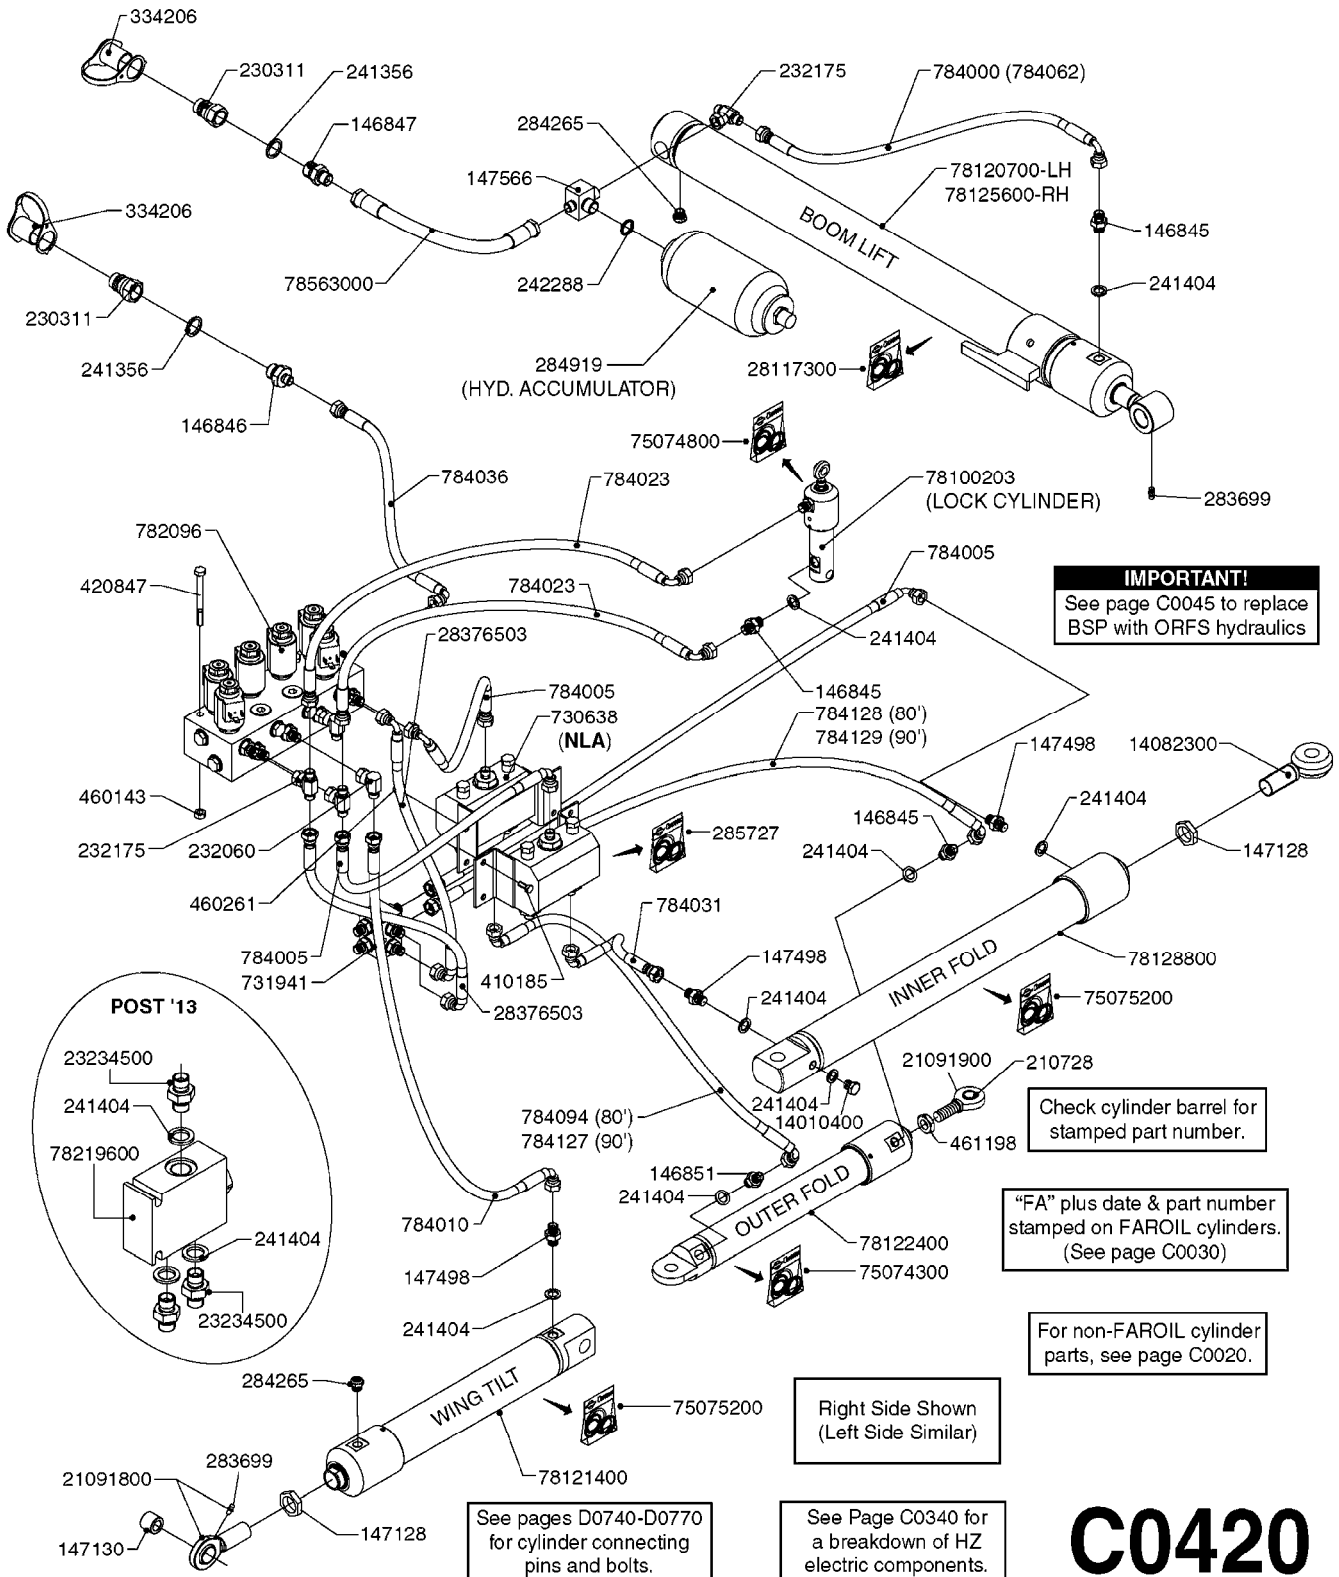 334206
230311
241356
146847
232175
784000 (784062)
284265
147566
78120700-LH
78125600-RH
BOOM LIFT
146845
334206
78563000
242288
241404
230311
241356
284919
(HYD. ACCUMULATOR)
28117300
146846
75074800
784036
784023
78100203
(LOCK CYLINDER)
283699
782096
784005
420847
784023
IMPORTANT!
See page C0045 to replace
BSP with ORFS hydraulics
28376503
241404
784005
146845
730638
(NLA)
784128 (80')
784129 (90')
147498
14082300
460143
241404
285727
146845
232175
232060
241404
147128
460261
784031
784005
147498
INNER FOLD
78128800
731941
410185
POST '13
28376503
241404
75075200
23234500
21091900
210728
241404
784094 (80')
784127 (90')
241404
14010400
Check cylinder barrel for
stamped part number.
461198
78219600
146851
241404
OUTER FOLD
"FA" plus date & part number
stamped on FAROIL cylinders.
(See page C0030)
784010
241404
78122400
147498
75074300
23234500
241404
For non-FAROIL cylinder
parts, see page C0020.
284265
WING TILT
75075200
Right Side Shown
(Left Side Similar)
283699
21091800
78121400
147128
147130
See pages D0740-D0770
for cylinder connecting
pins and bolts.
See Page C0340 for
a breakdown of HZ
electric components.
C0420